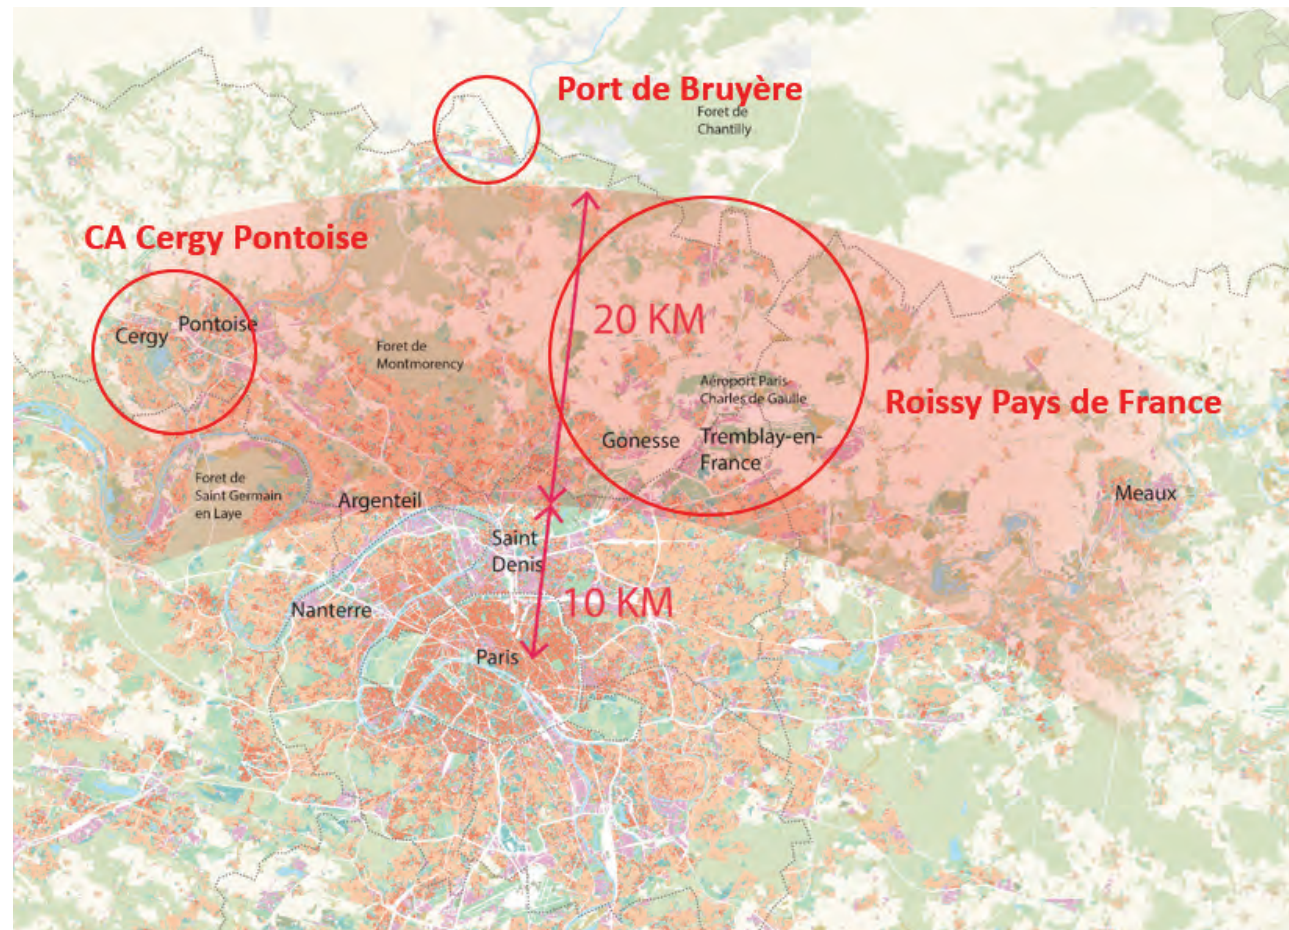 Port de Bruyère
Foret de
Chantilly
CA Cergy Pontoise
Pontoise
Cergy
20 KM
Foret de
Montmorency
Aéroport Paris-
Charles de Gaulle
Roissy Pays de France
Gonesse
Tremblay-en-
France
Foret de
Saint Germain
en Laye
Argenteil
Meaux
Saint
Denis
Nanterre
10 KM
Paris